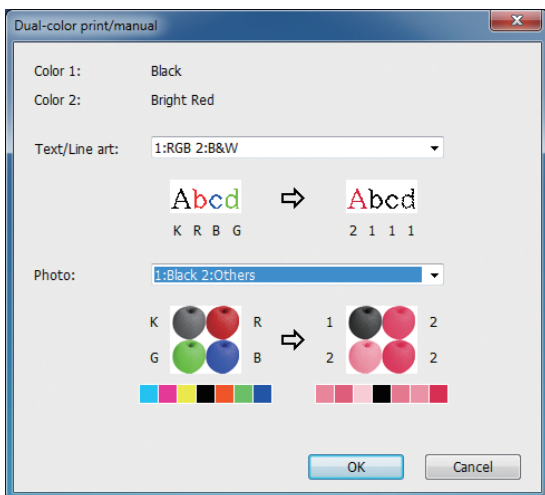 Dual-color print/manual
Color 1: Black
Color 2: Bright Red
Text/Line art: 1:RGB 2:B&W
Abcd Abcd
K R B G 2 1 1 1
Photo: 1:Black 2:Others
K R 1 2
G B 2 2
OK Cancel